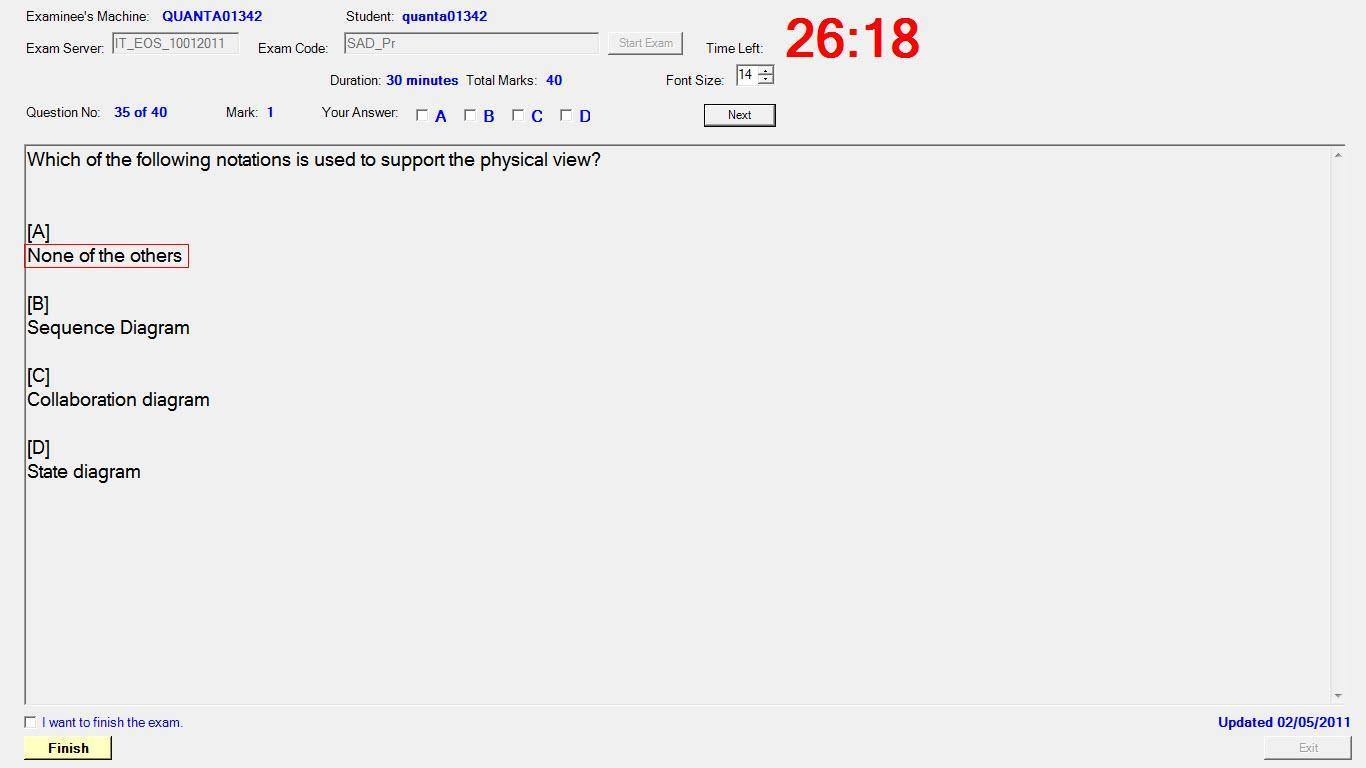 Examinee's Machine: QUANTA01342 Student: quanta01342
Exam Server: IT_EOS_10012011 Exam Code: SAD_Pr Start Exam Time Left: 26:18
Duration: 30 minutes Total Marks: 40 Font Size: 14
Question No: 35 of 40 Mark: 1 Your Answer: A B C D Next
Which of the following notations is used to support the physical view?
[A]
None of the others
[B]
Sequence Diagram
[C]
Collaboration diagram
[D]
State diagram
I want to finish the exam. Updated 02/05/2011
Finish Exit